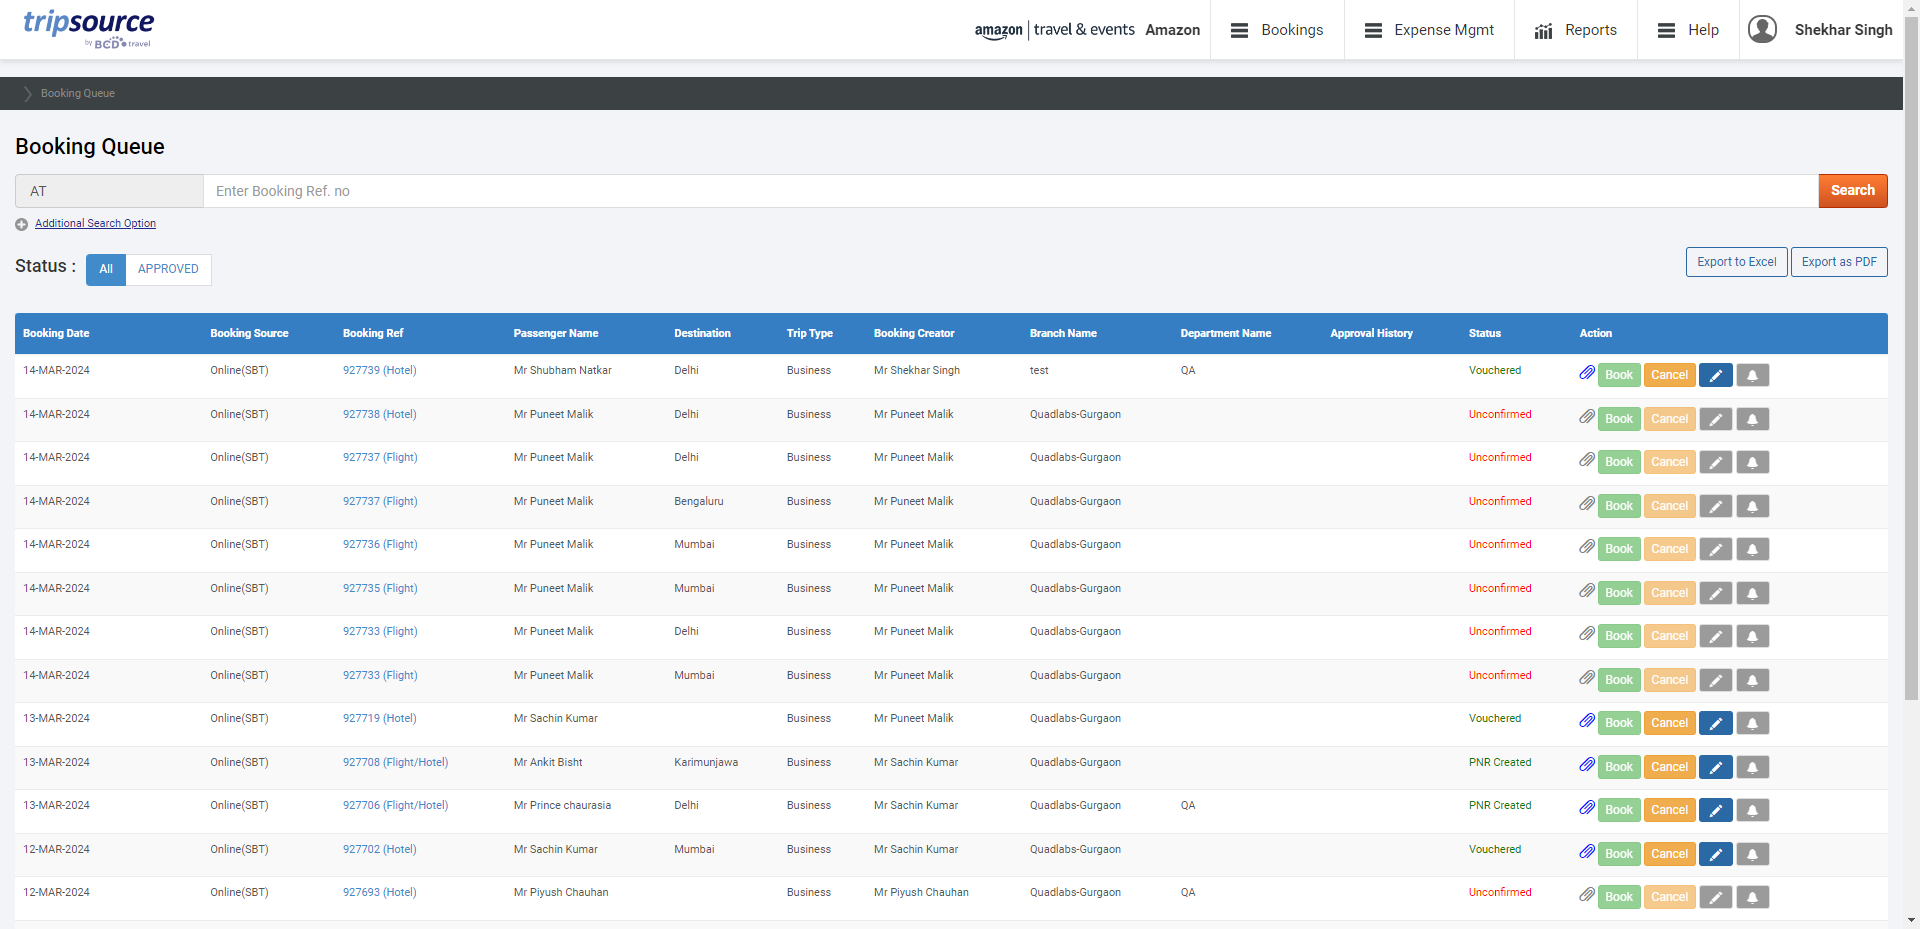 tripsource
by BCD travel
amazon | travel & events Amazon Bookings Expense Mgmt Reports Help Shekhar Singh
Booking Queue
Booking Queue
AT Enter Booking Ref. no Search
Additional Search Option
Status : All APPROVED Export to Excel Export as PDF
Booking Date Booking Source Booking Ref Passenger Name Destination Trip Type Booking Creator Branch Name Department Name Approval History Status Action
14-MAR-2024 Online(SBT) 927739 (Hotel) Mr Shubham Natkar Delhi Business Mr Shekhar Singh test QA Vouchered Book Cancel
14-MAR-2024 Online(SBT) 927738 (Hotel) Mr Puneet Malik Delhi Business Mr Puneet Malik Quadlabs-Gurgaon Unconfirmed Book Cancel
14-MAR-2024 Online(SBT) 927737 (Flight) Mr Puneet Malik Delhi Business Mr Puneet Malik Quadlabs-Gurgaon Unconfirmed Book Cancel
14-MAR-2024 Online(SBT) 927737 (Flight) Mr Puneet Malik Bengaluru Business Mr Puneet Malik Quadlabs-Gurgaon Unconfirmed Book Cancel
14-MAR-2024 Online(SBT) 927736 (Flight) Mr Puneet Malik Mumbai Business Mr Puneet Malik Quadlabs-Gurgaon Unconfirmed Book Cancel
14-MAR-2024 Online(SBT) 927735 (Flight) Mr Puneet Malik Mumbai Business Mr Puneet Malik Quadlabs-Gurgaon Unconfirmed Book Cancel
14-MAR-2024 Online(SBT) 927733 (Flight) Mr Puneet Malik Delhi Business Mr Puneet Malik Quadlabs-Gurgaon Unconfirmed Book Cancel
14-MAR-2024 Online(SBT) 927733 (Flight) Mr Puneet Malik Mumbai Business Mr Puneet Malik Quadlabs-Gurgaon Unconfirmed Book Cancel
13-MAR-2024 Online(SBT) 927719 (Hotel) Mr Sachin Kumar Business Mr Puneet Malik Quadlabs-Gurgaon Vouchered Book Cancel
13-MAR-2024 Online(SBT) 927708 (Flight/Hotel) Mr Ankit Bisht Karimunjawa Business Mr Sachin Kumar Quadlabs-Gurgaon PNR Created Book Cancel
13-MAR-2024 Online(SBT) 927706 (Flight/Hotel) Mr Prince chaurasia Delhi Business Mr Sachin Kumar Quadlabs-Gurgaon QA PNR Created Book Cancel
12-MAR-2024 Online(SBT) 927702 (Hotel) Mr Sachin Kumar Mumbai Business Mr Sachin Kumar Quadlabs-Gurgaon Vouchered Book Cancel
12-MAR-2024 Online(SBT) 927693 (Hotel) Mr Piyush Chauhan Business Mr Piyush Chauhan Quadlabs-Gurgaon QA Unconfirmed Book Cancel